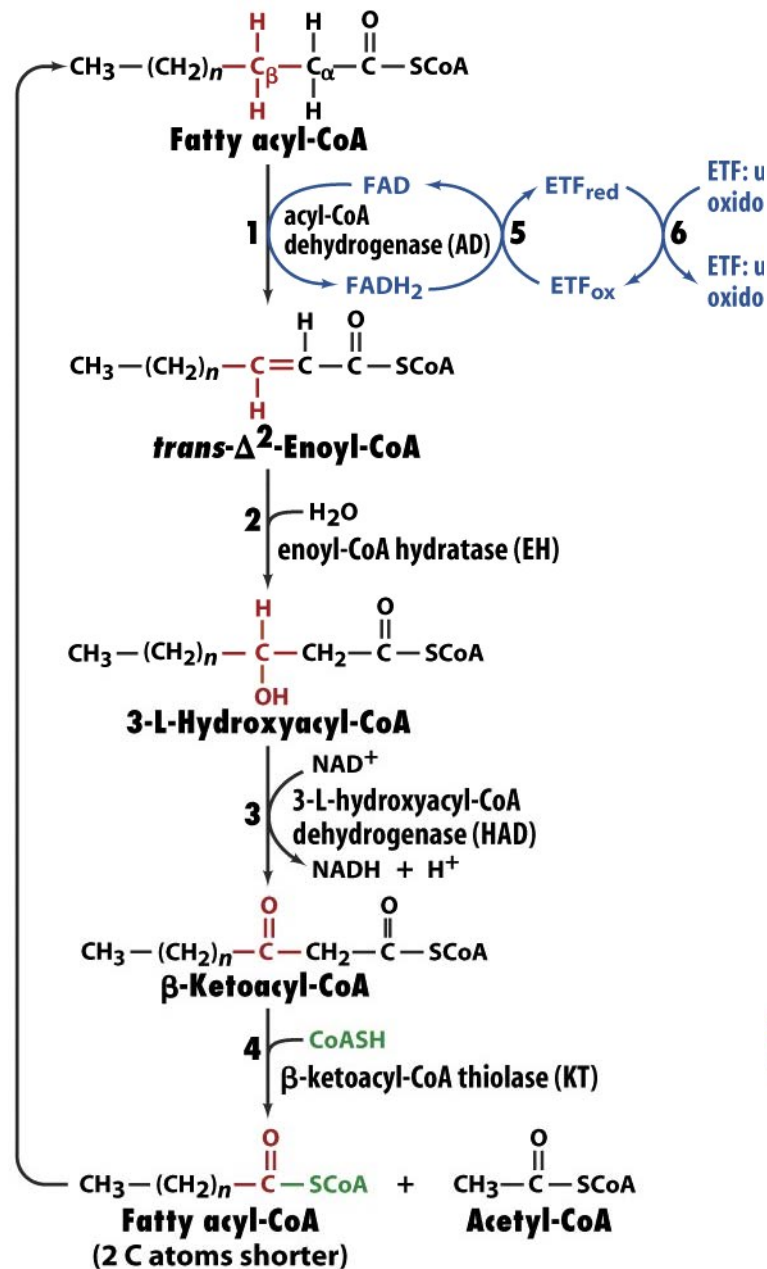 H H O
CH₃—(CH₂)n—Cβ—Cα—C—SCoA
H H
Fatty acyl-CoA
1
acyl-CoA
dehydrogenase (AD)
FAD
FADH₂
5
ETFred
ETFox
6
ETF:
oxido
ETF:
oxido
H O
CH₃—(CH₂)n—C=C—C—SCoA
H
trans-Δ²-Enoyl-CoA
2
H₂O
enoyl-CoA hydratase (EH)
H O
CH₃—(CH₂)n—C—CH₂—C—SCoA
OH
3-L-Hydroxyacyl-CoA
NAD⁺
3
3-L-hydroxyacyl-CoA
dehydrogenase (HAD)
NADH + H⁺
O O
CH₃—(CH₂)n—C—CH₂—C—SCoA
β-Ketoacyl-CoA
4
CoASH
β-ketoacyl-CoA thiolase (KT)
O O
CH₃—(CH₂)n—C—SCoA + CH₃—C—SCoA
Fatty acyl-CoA Acetyl-CoA
(2 C atoms shorter)